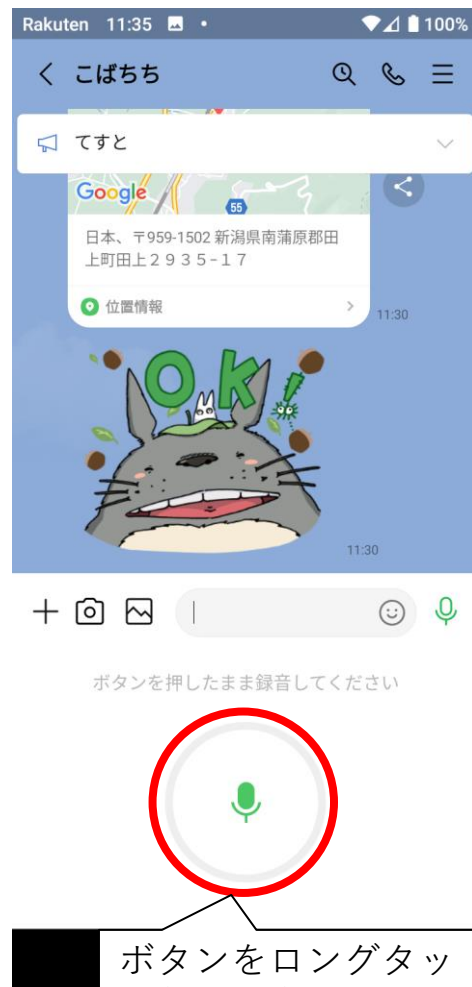 Rakuten 11:35 100%
こばちち
てすと
Google
55
日本、〒959-1502 新潟県南蒲原郡田
上町田上２９３５-１７
位置情報
11:30
OK!
11:30
ボタンを押したまま録音してください
ボタンをロングタッ